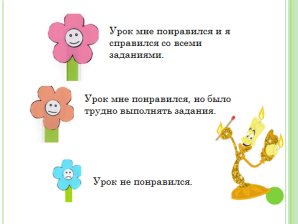 Урок мне понравился и я
справился со всеми
заданиями.
Урок мне понравился, но было
трудно выполнять задания.
Урок не понравился.